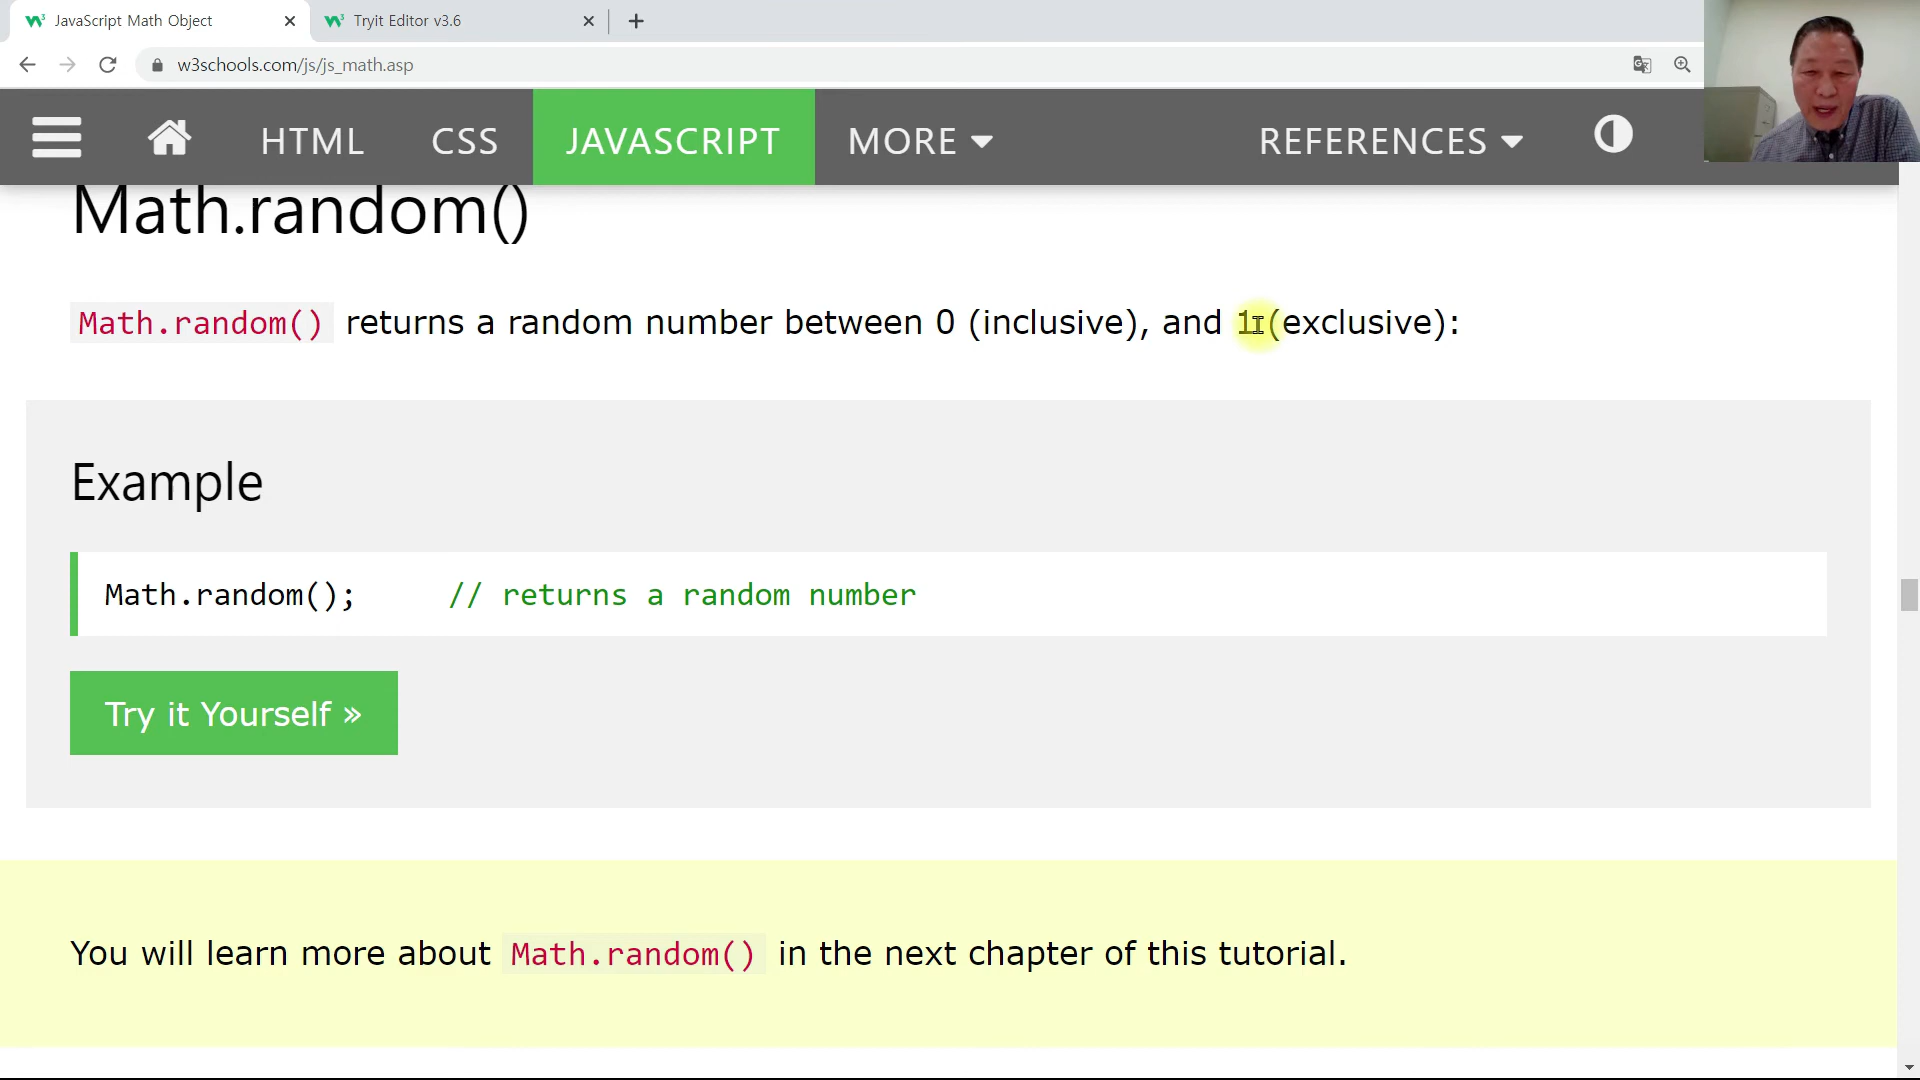 JavaScript Math Object
Tryit Editor v3.6
w3schools.com/js/js_math.asp
HTML CSS JAVASCRIPT MORE REFERENCES
Math.random()
Math.random() returns a random number between 0 (inclusive), and 1 (exclusive):
Example
Math.random(); // returns a random number
Try it Yourself »
You will learn more about Math.random() in the next chapter of this tutorial.